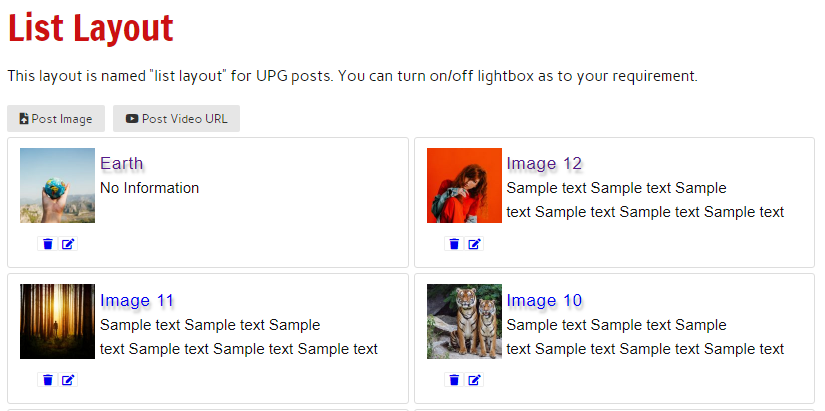 List Layout
This layout is named "list layout" for UPG posts. You can turn on/off lightbox as to your requirement.
Post Image
Post Video URL
Earth
No Information
Image 12
Sample text Sample text Sample
text Sample text Sample text Sample text
Image 11
Sample text Sample text Sample
text Sample text Sample text Sample text
Image 10
Sample text Sample text Sample
text Sample text Sample text Sample text